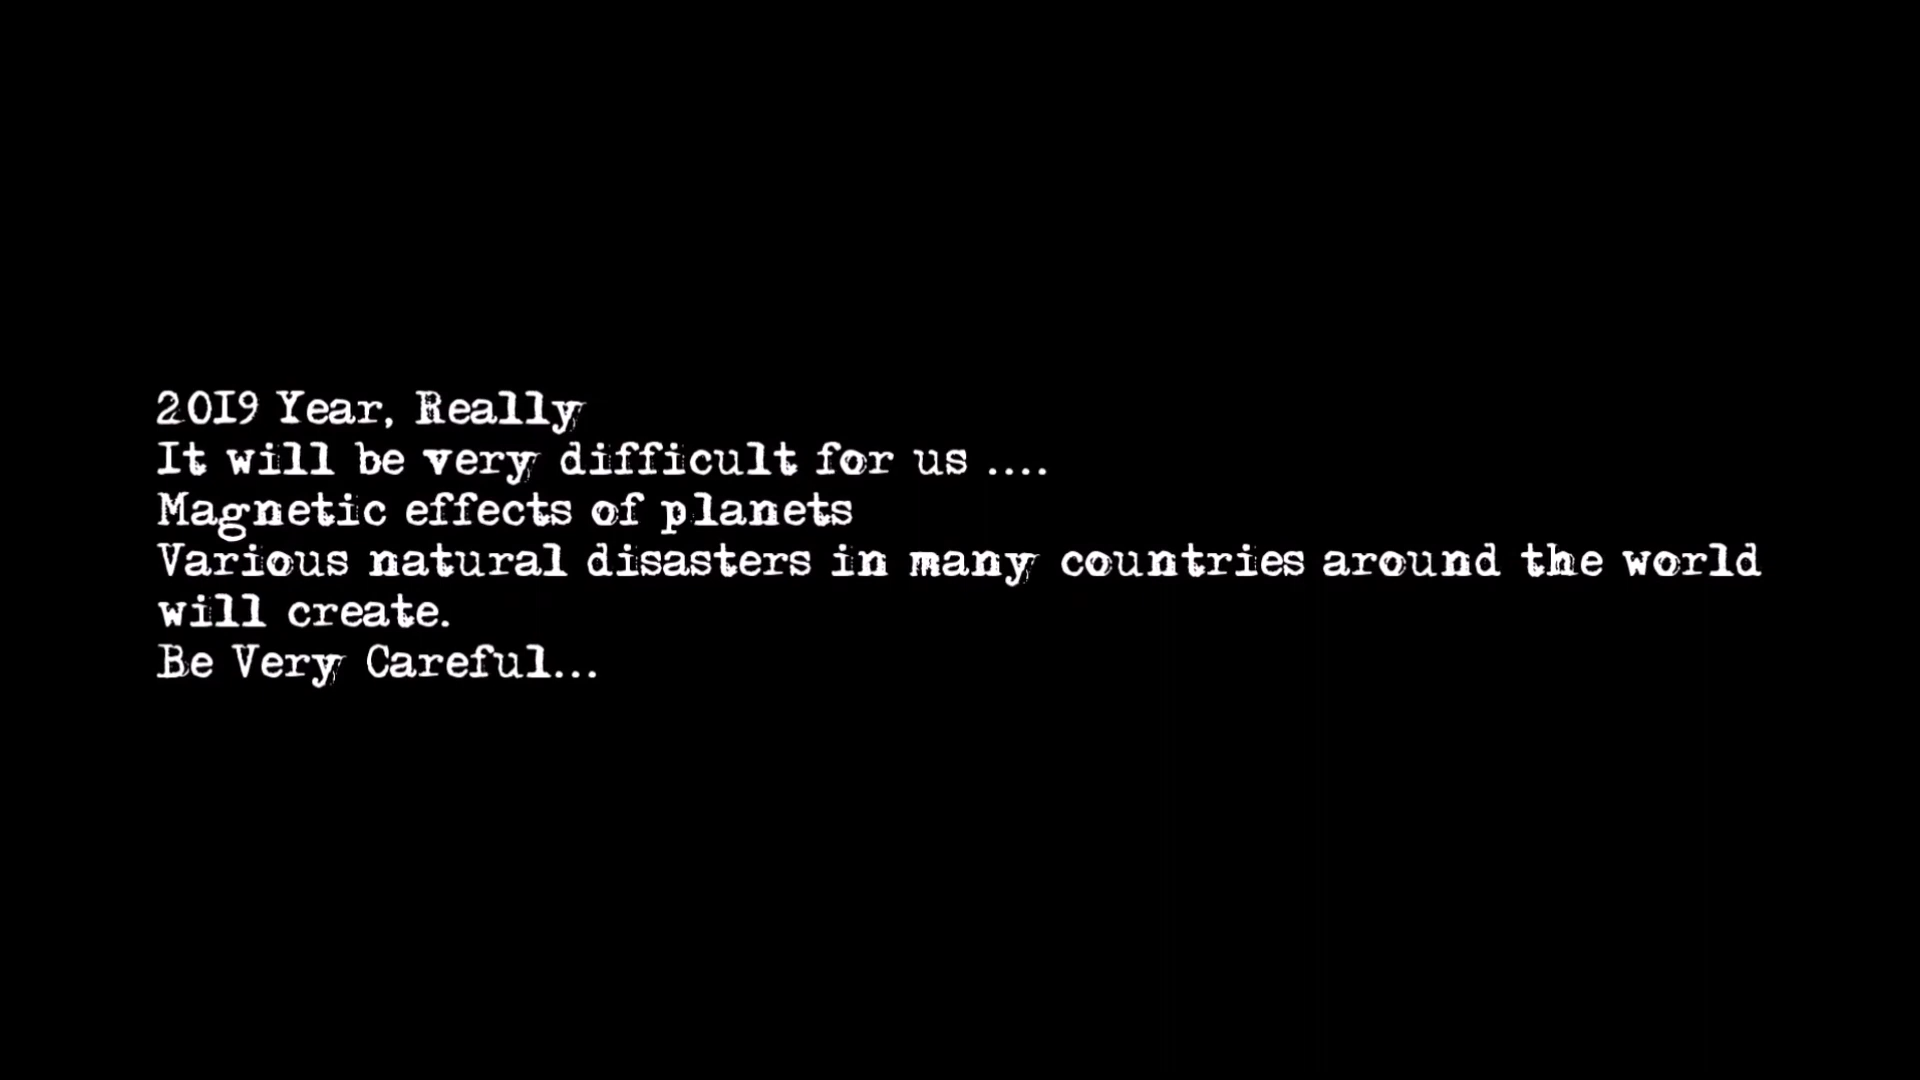 2019 Year, Really
It will be very difficult for us ....
Magnetic effects of planets
Various natural disasters in many countries around the world
will create.
Be Very Careful...